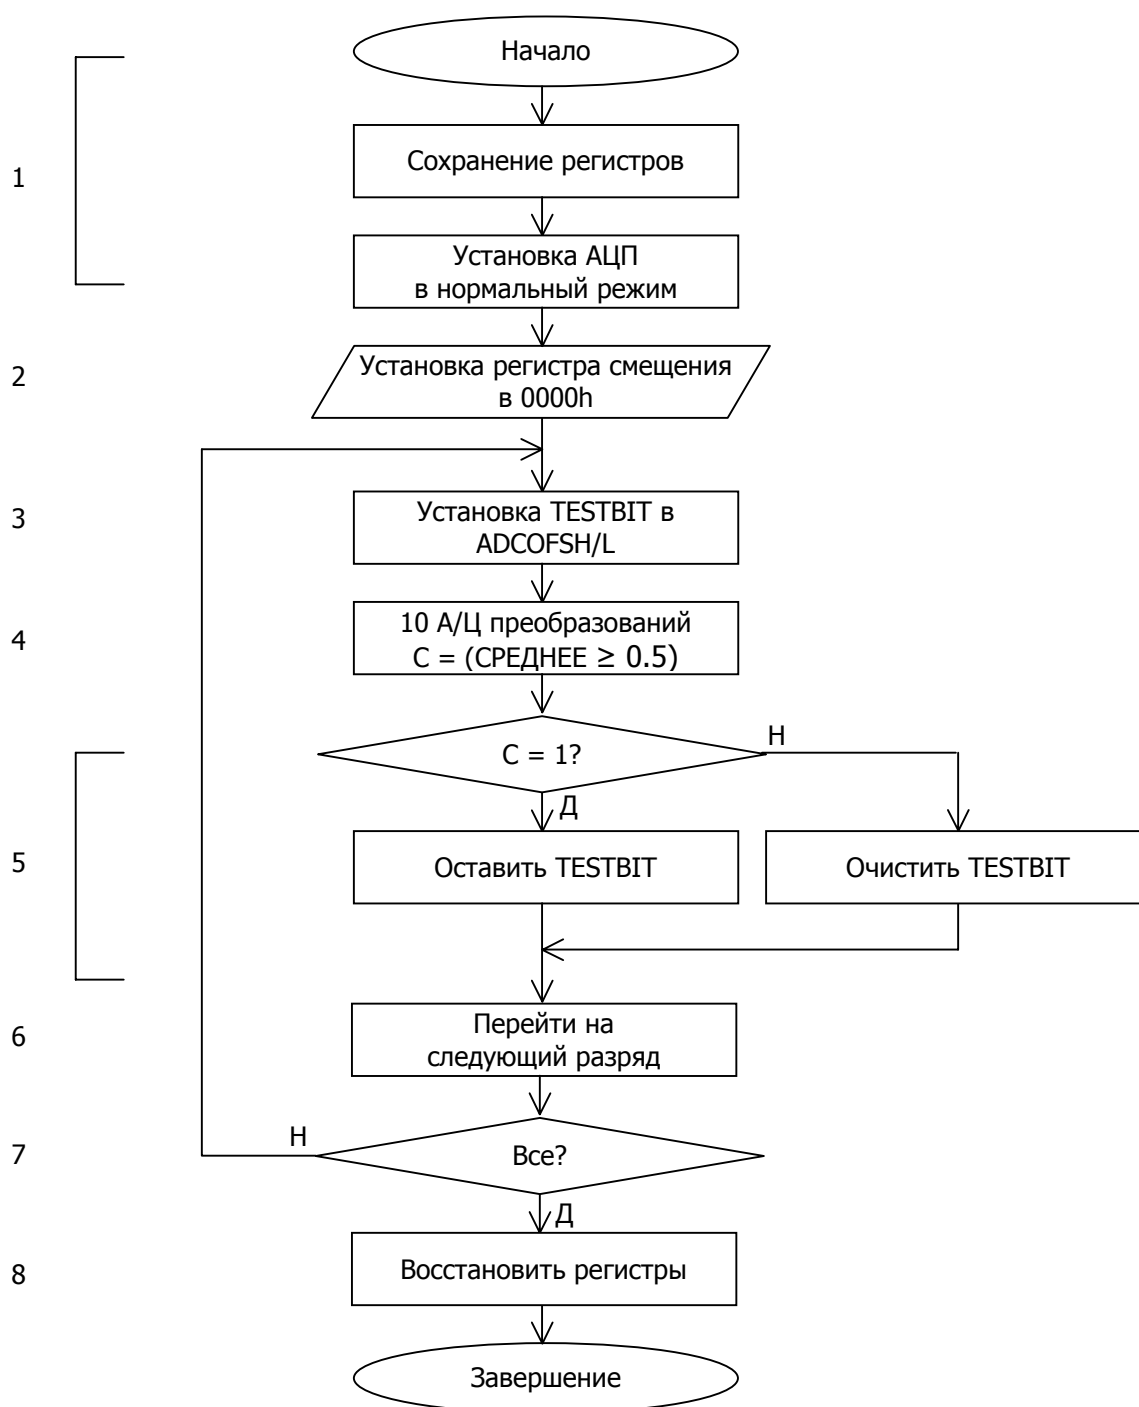 Начало
1
Сохранение регистров
Установка АЦП
в нормальный режим
2
Установка регистра смещения
в 0000h
3
Установка TESTBIT в
ADCOFSH/L
4
10 А/Ц преобразований
С = (СРЕДНЕЕ ≥ 0.5)
С = 1?
Н
Д
5
Оставить TESTBIT
Очистить TESTBIT
6
Перейти на
следующий разряд
7
Н
Все?
Д
8
Восстановить регистры
Завершение